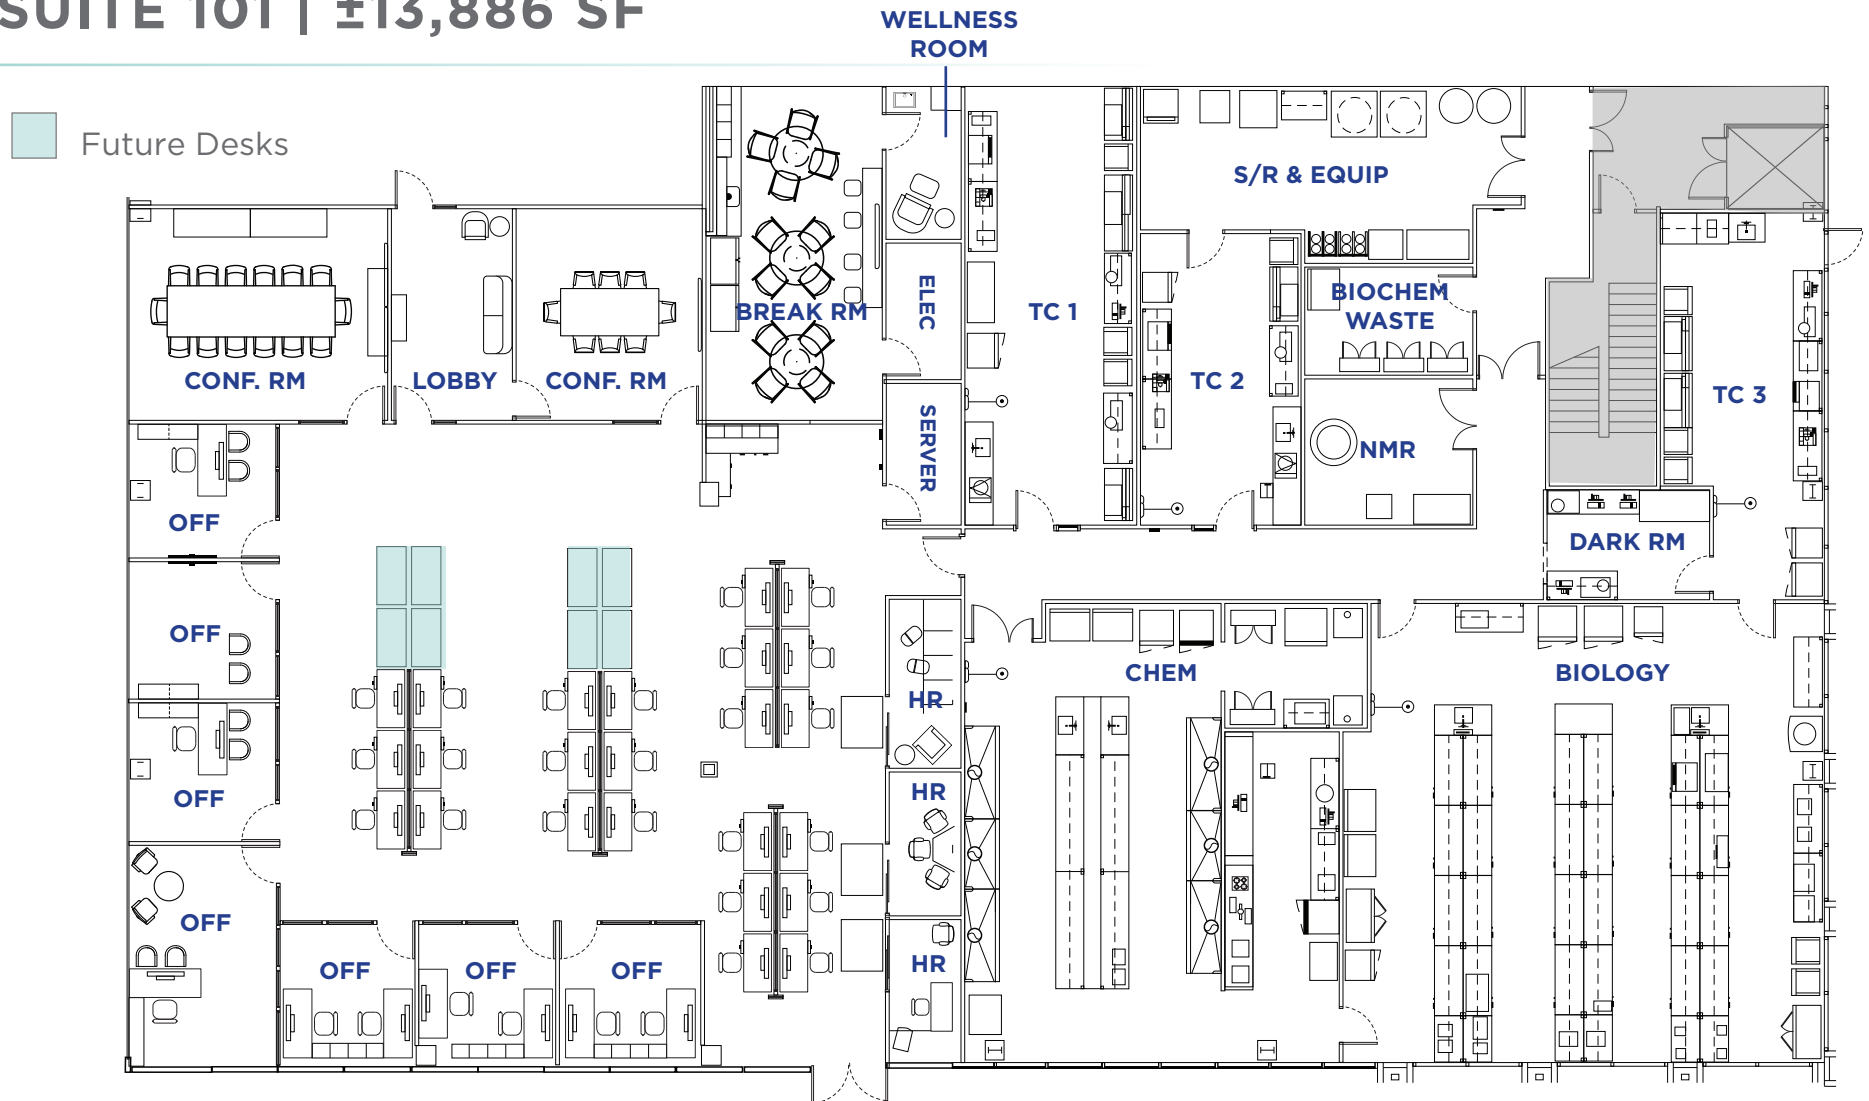 SUITE 101 | ±13,886 SF
WELLNESS
ROOM
Future Desks
S/R & EQUIP
ELEC
BIOCHEM
WASTE
BREAK RM
TC 1
CONF. RM
LOBBY
CONF. RM
TC 2
TC 3
SERVER
NMR
OFF
DARK RM
OFF
CHEM
BIOLOGY
HR
OFF
HR
OFF
OFF
OFF
OFF
HR